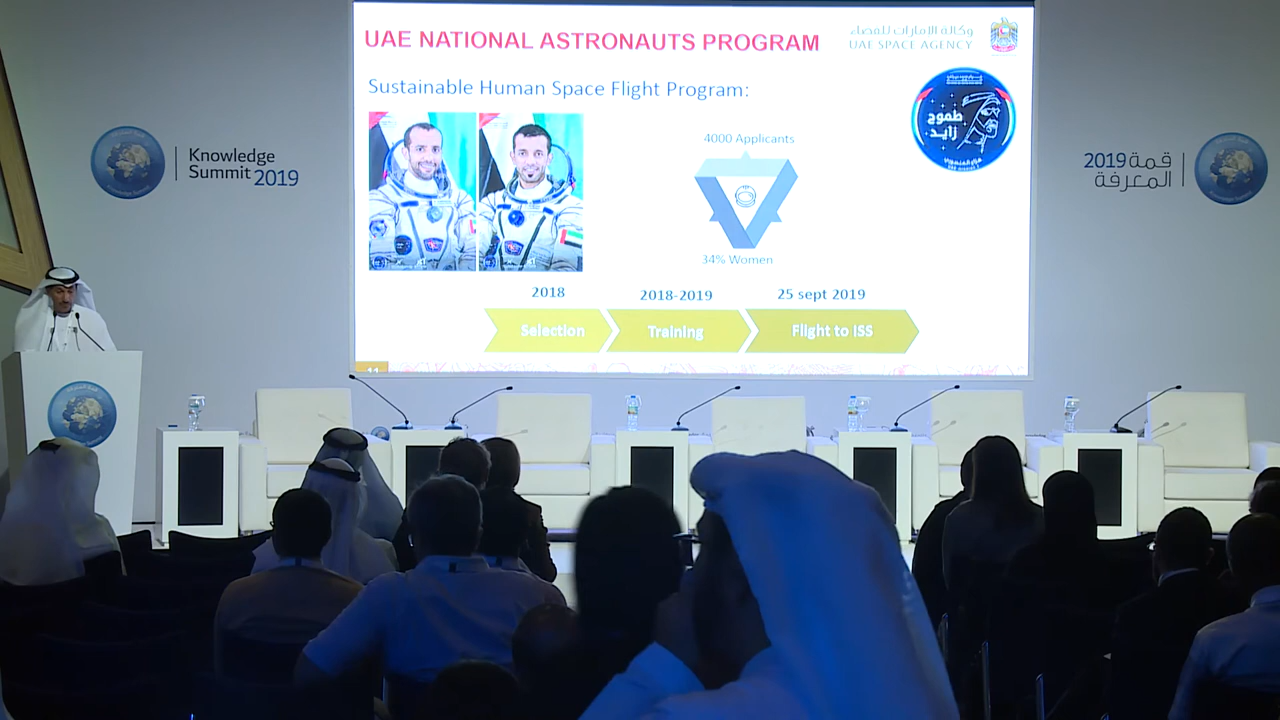 UAE NATIONAL ASTRONAUTS PROGRAM
وكالة الإمارات للفضاء
UAE SPACE AGENCY
Sustainable Human Space Flight Program:
طموح
زايد
4000 Applicants
34% Women
2018
2018-2019
25 sept 2019
Selection
Training
Flight to ISS
11
Knowledge
Summit 2019
قمة 2019
المعرفة